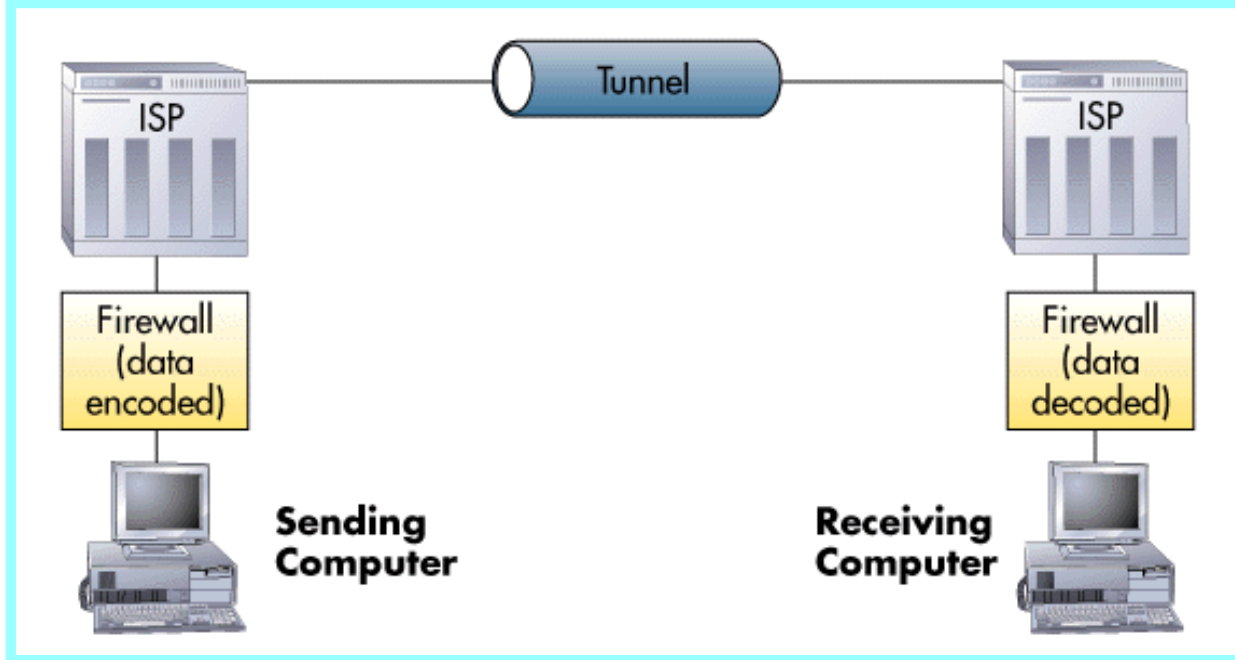 Tunnel
ISP
ISP
Firewall
(data
encoded)
Firewall
(data
decoded)
Sending
Computer
Receiving
Computer